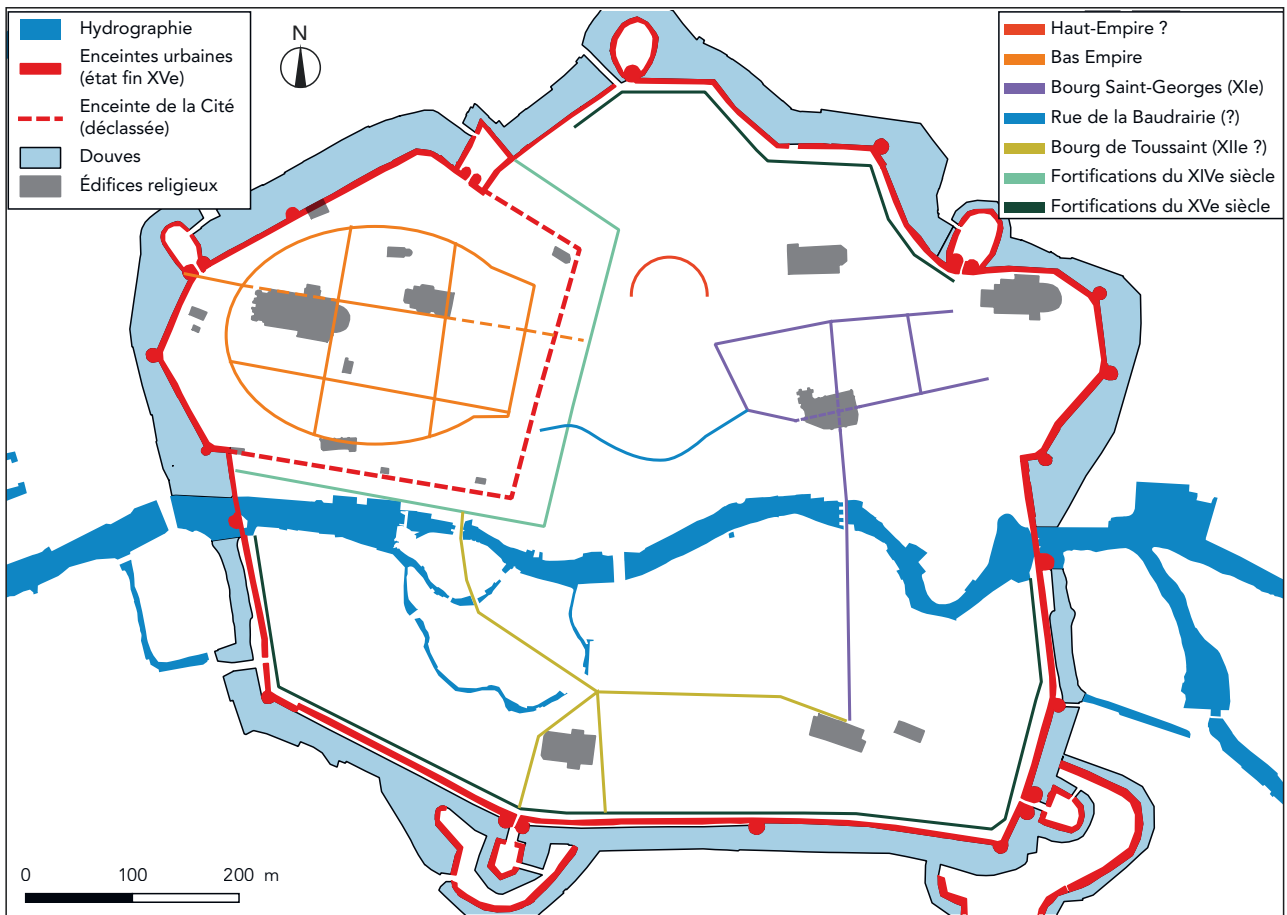 Hydrographie
Enceintes urbaines
(état fin XVe)
Enceinte de la Cité
(déclassée)
Douves
Édifices religieux
N
Haut-Empire ?
Bas Empire
Bourg Saint-Georges (XIe)
Rue de la Baudrairie (?)
Bourg de Toussaint (XIIe ?)
Fortifications du XIVe siècle
Fortifications du XVe siècle
0 100 200 m